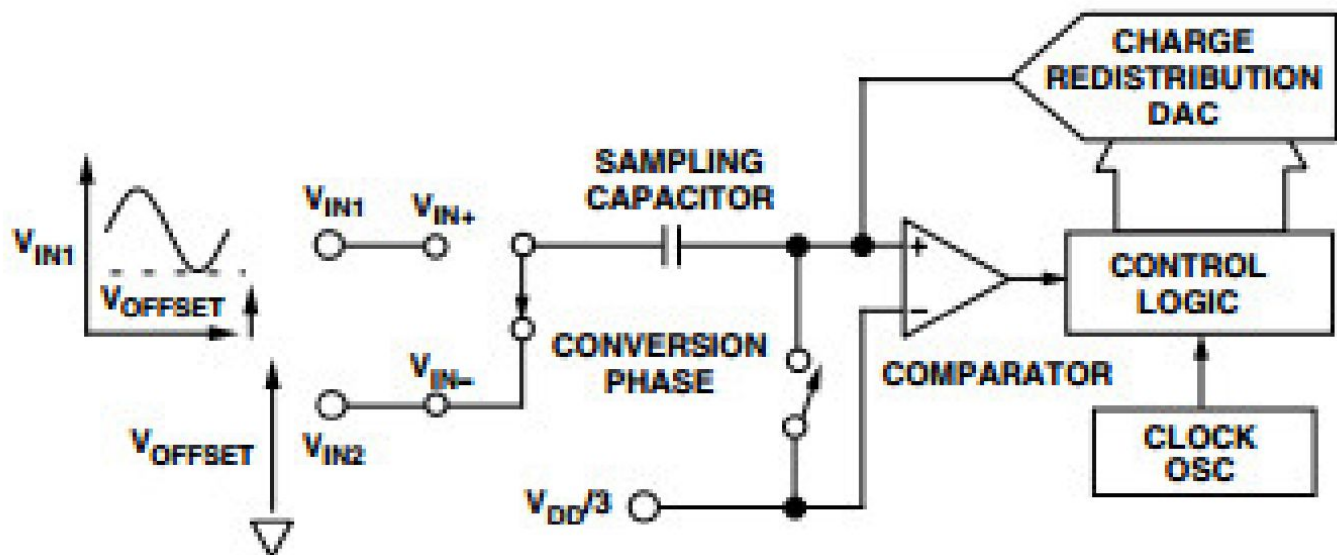 CHARGE
REDISTRIBUTION
DAC
SAMPLING
CAPACITOR
VIN1
VIN+
VIN1
VOFFSET
+
CONTROL
LOGIC
CONVERSION
PHASE
−
COMPARATOR
VIN−
VOFFSET
VIN2
CLOCK
OSC
VDD/3